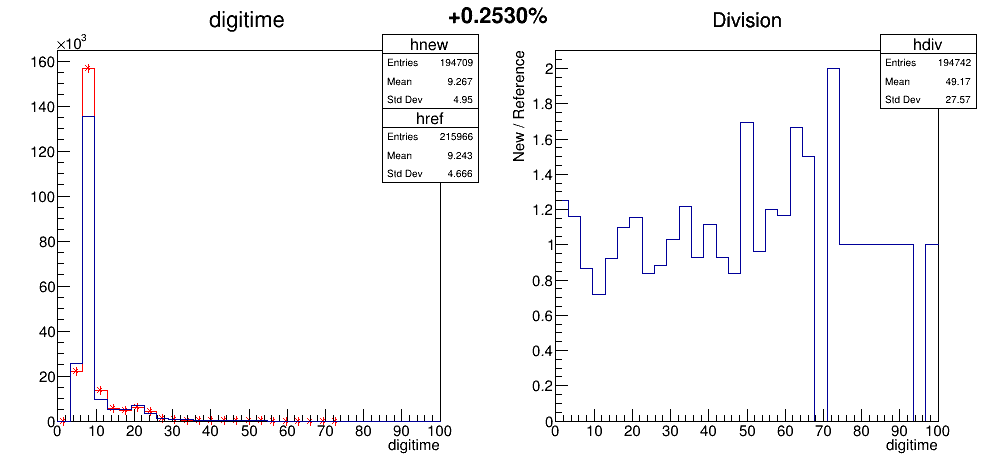 +0.2530%
digitime
×10³
160
140
120
100
80
60
40
20
0
0 10 20 30 40 50 60 70 80 90 100
digitime
hnew
Entries 194709
Mean 9.267
Std Dev 4.95
href
Entries 215966
Mean 9.243
Std Dev 4.666
Division
New / Reference
2
1.8
1.6
1.4
1.2
1
0.8
0.6
0.4
0.2
0
0 10 20 30 40 50 60 70 80 90 100
digitime
hdiv
Entries 194742
Mean 49.17
Std Dev 27.57